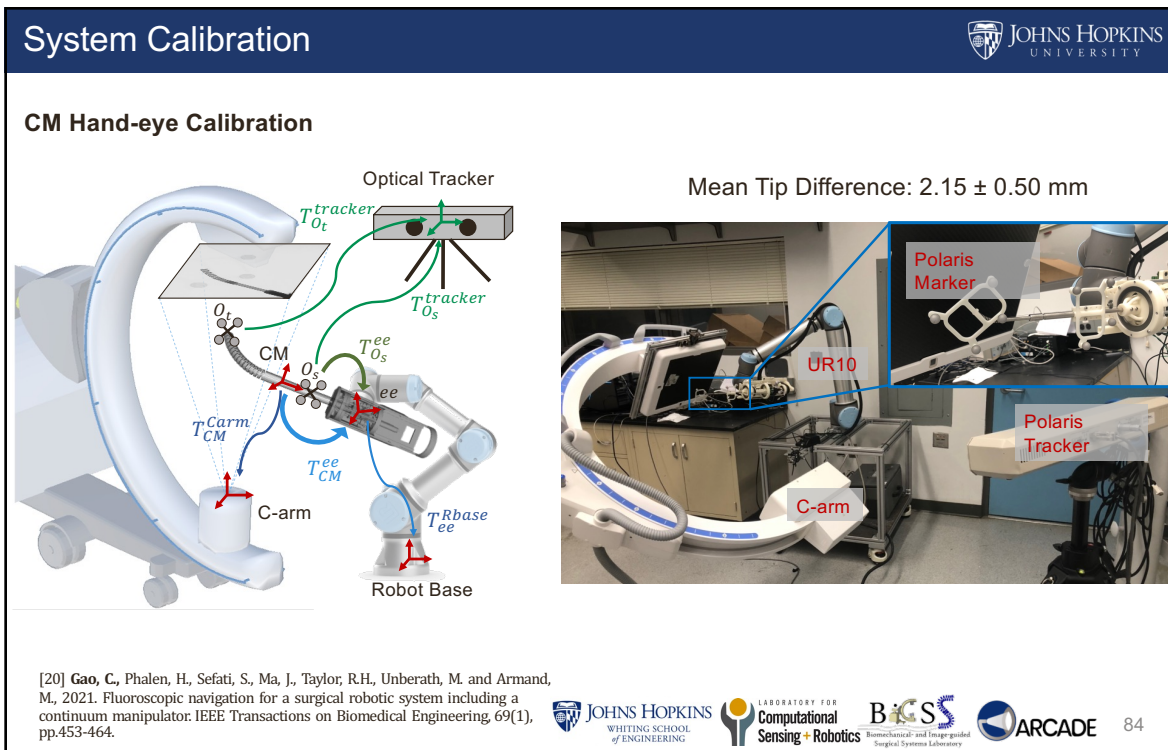 System Calibration
JOHNS HOPKINS
UNIVERSITY
CM Hand-eye Calibration
Optical Tracker
T_{O_t}^{tracker}
T_{O_s}^{tracker}
O_t
CM
O_s
T_{O_s}^{ee}
ee
T_{CM}^{Carm}
T_{CM}^{ee}
C-arm
T_{ee}^{Rbase}
Robot Base
Mean Tip Difference: 2.15 ± 0.50 mm
Polaris
Marker
UR10
Polaris
Tracker
C-arm
[20] Gao, C., Phalen, H., Sefati, S., Ma, J., Taylor, R.H., Unberath, M. and Armand,
M., 2021. Fluoroscopic navigation for a surgical robotic system including a
continuum manipulator. IEEE Transactions on Biomedical Engineering, 69(1),
pp.453-464.
JOHNS HOPKINS
WHITING SCHOOL
of ENGINEERING
LABORATORY FOR
Computational
Sensing + Robotics
BIGSS
Biomechanical- and Image-guided
Surgical Systems Laboratory
ARCADE
84